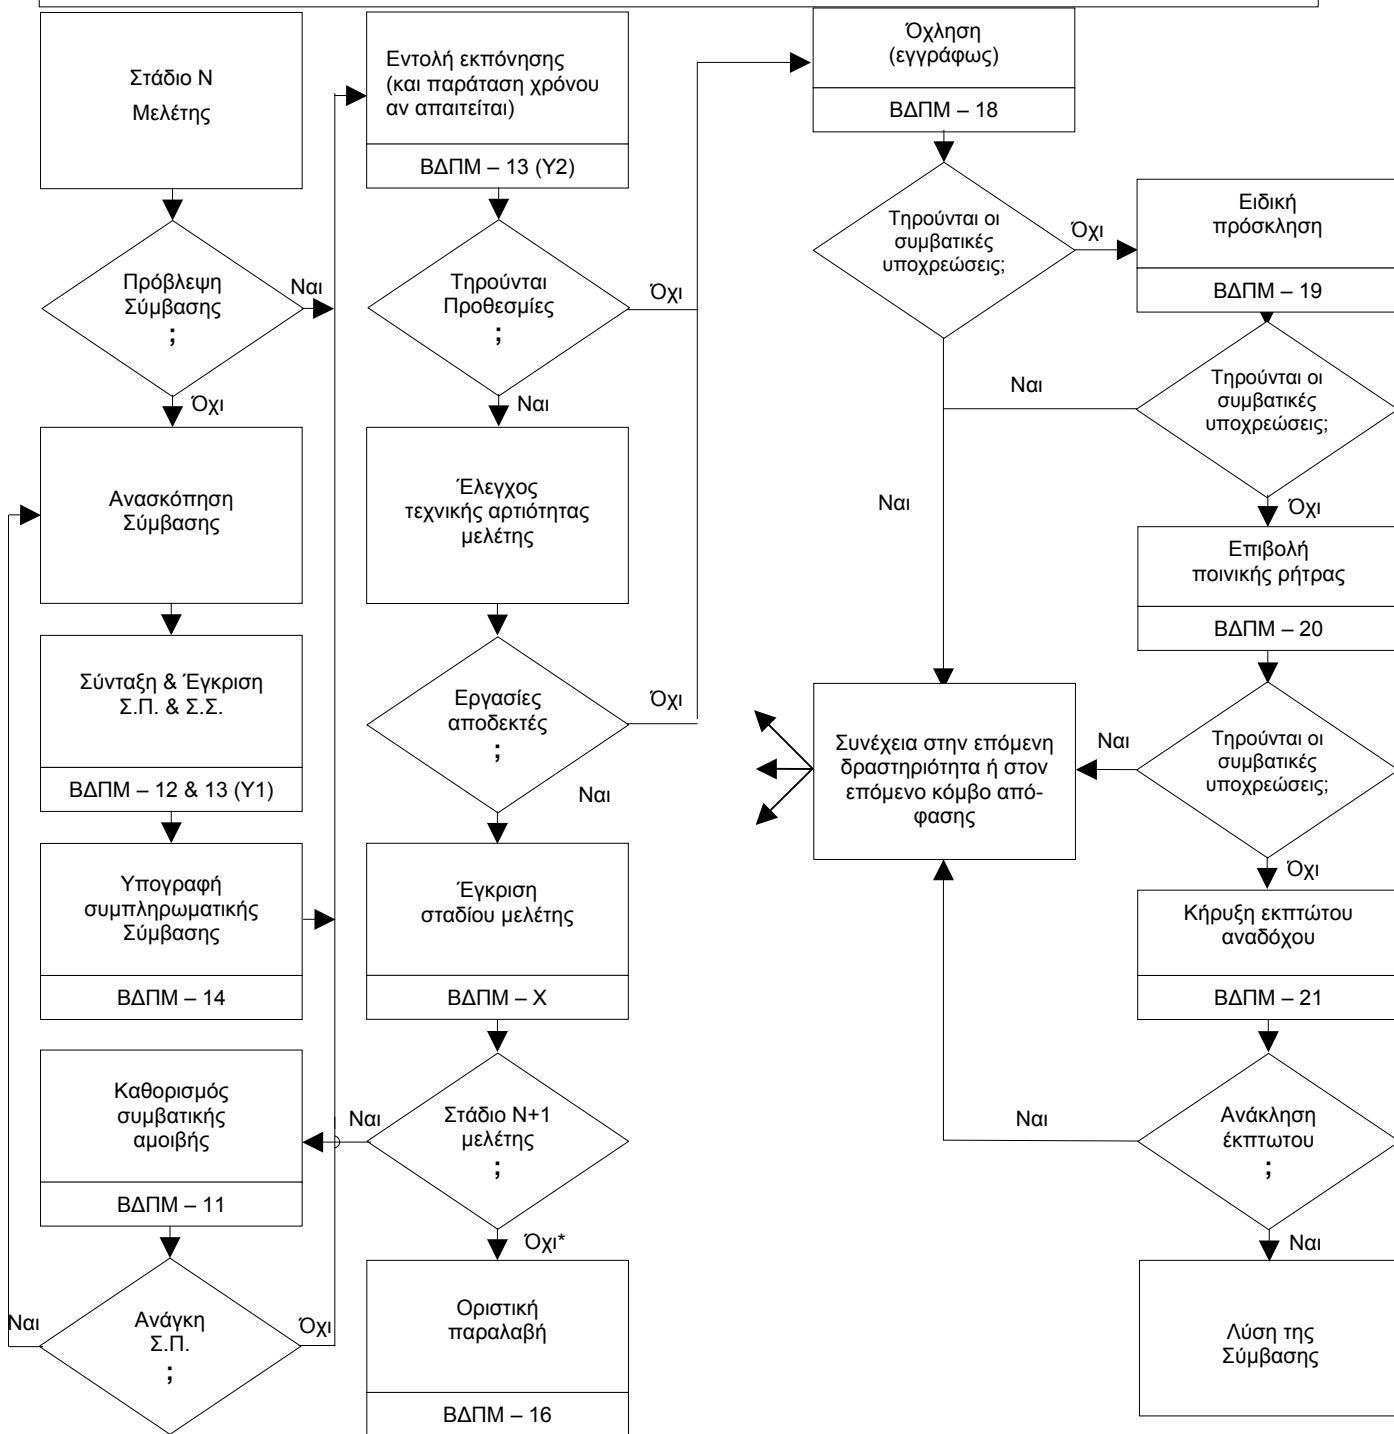 Στάδιο Ν
Μελέτης
Πρόβλεψη
Σύμβασης
;
Ναι
Όχι
Ανασκόπηση
Σύμβασης
Σύνταξη & Έγκριση
Σ.Π. & Σ.Σ.
ΒΔΠΜ – 12 & 13 (Υ1)
Υπογραφή
συμπληρωματικής
Σύμβασης
ΒΔΠΜ – 14
Καθορισμός
συμβατικής
αμοιβής
ΒΔΠΜ – 11
Ανάγκη
Σ.Π.
;
Ναι
Όχι
Εντολή εκπόνησης
(και παράταση χρόνου
αν απαιτείται)
ΒΔΠΜ – 13 (Υ2)
Τηρούνται
Προθεσμίες
;
Όχι
Ναι
Έλεγχος
τεχνικής αρτιότητας
μελέτης
Εργασίες
αποδεκτές
;
Όχι
Ναι
Έγκριση
σταδίου μελέτης
ΒΔΠΜ – Χ
Στάδιο Ν+1
μελέτης
;
Ναι
Όχι*
Οριστική
παραλαβή
ΒΔΠΜ – 16
Όχληση
(εγγράφως)
ΒΔΠΜ – 18
Τηρούνται οι
συμβατικές
υποχρεώσεις;
Όχι
Ναι
Συνέχεια στην επόμενη
δραστηριότητα ή στον
επόμενο κόμβο από-
φασης
Ειδική
πρόσκληση
ΒΔΠΜ – 19
Τηρούνται οι
συμβατικές
υποχρεώσεις;
Ναι
Όχι
Επιβολή
ποινικής ρήτρας
ΒΔΠΜ – 20
Τηρούνται οι
συμβατικές
υποχρεώσεις;
Ναι
Όχι
Κήρυξη εκπτώτου
αναδόχου
ΒΔΠΜ – 21
Ανάκληση
έκπτωτου
;
Ναι
Ναι
Λύση της
Σύμβασης